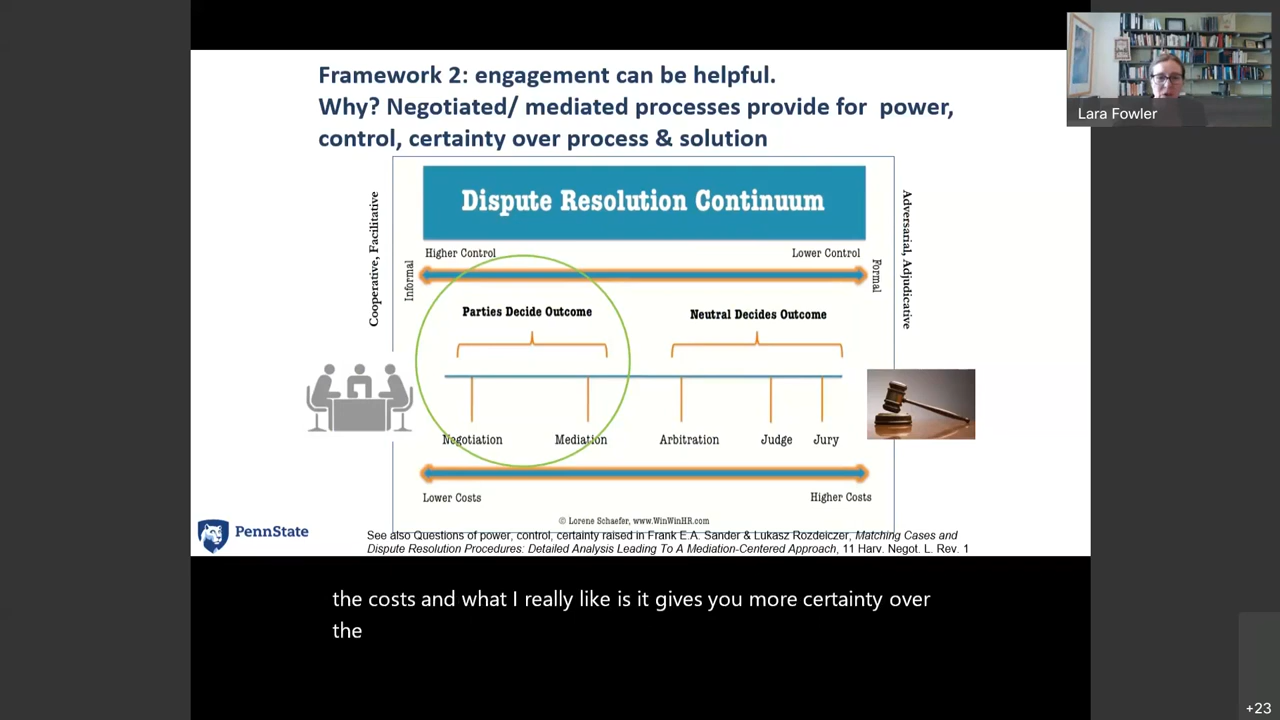 Framework 2: engagement can be helpful.
Why? Negotiated/ mediated processes provide for  power,
control, certainty over process & solution
Lara Fowler
Dispute Resolution Continuum
Cooperative, Facilitative
Adversarial, Adjudicative
Higher Control
Lower Control
Informal
Formal
Parties Decide Outcome
Neutral Decides Outcome
Negotiation
Mediation
Arbitration
Judge
Jury
Lower Costs
Higher Costs
© Lorene Schaefer, www.WinWinHR.com
PennState
See also Questions of power, control, certainty raised in Frank E.A. Sander & Lukasz Rozdeiczer, Matching Cases and
Dispute Resolution Procedures: Detailed Analysis Leading To A Mediation-Centered Approach, 11 Harv. Negot. L. Rev. 1
the costs and what I really like is it gives you more certainty over
the
+23